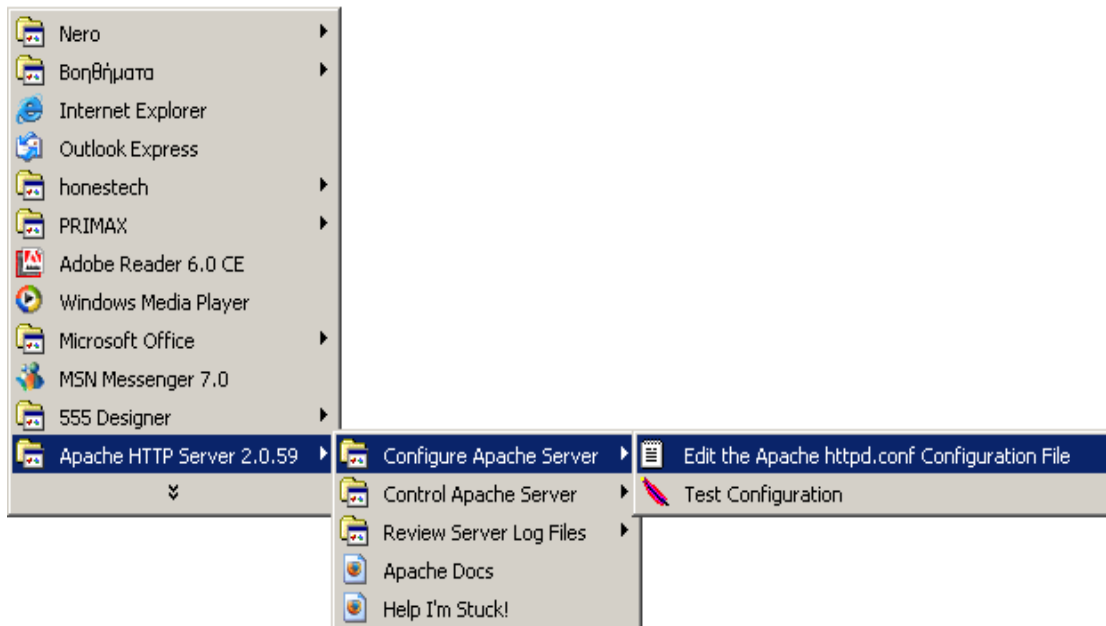 Nero
Βοηθήματα
Internet Explorer
Outlook Express
honestech
PRIMAX
Adobe Reader 6.0 CE
Windows Media Player
Microsoft Office
MSN Messenger 7.0
555 Designer
Apache HTTP Server 2.0.59
Configure Apache Server
Control Apache Server
Review Server Log Files
Apache Docs
Help I'm Stuck!
Edit the Apache httpd.conf Configuration File
Test Configuration